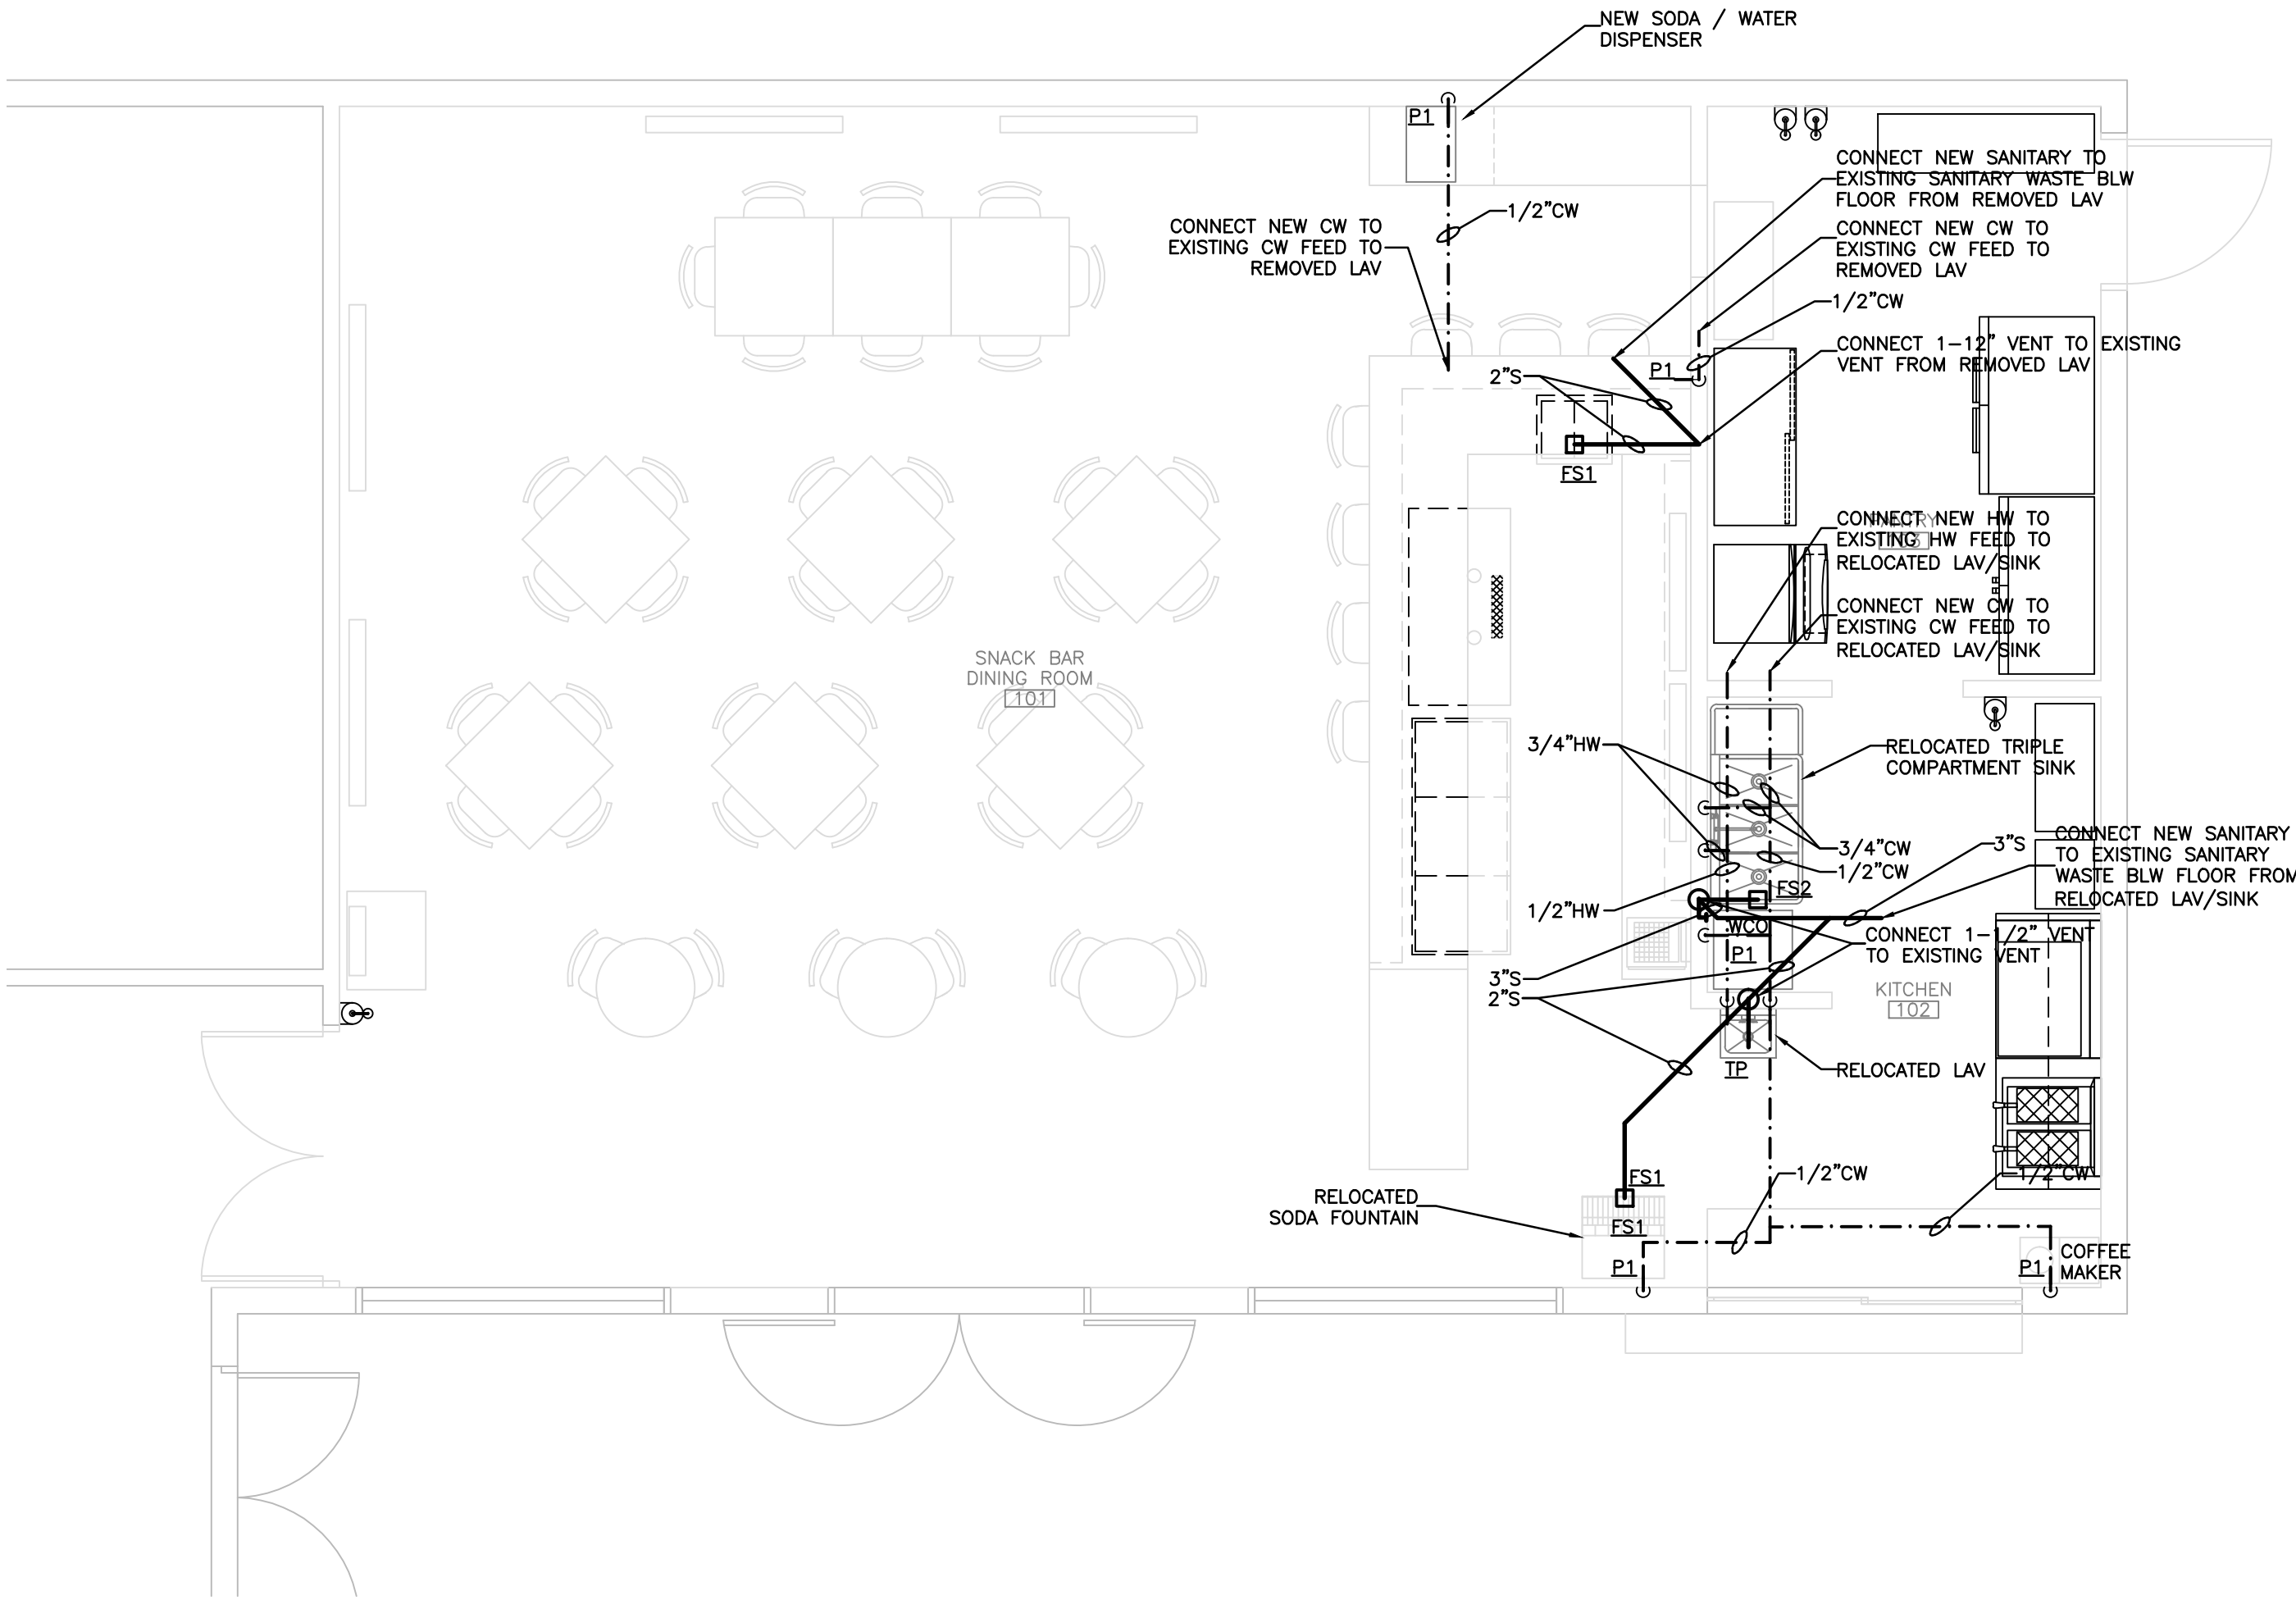 NEW SODA / WATER
DISPENSER
P1
CONNECT NEW SANITARY TO
EXISTING SANITARY WASTE BLW
FLOOR FROM REMOVED LAV
1/2"CW
CONNECT NEW CW TO
EXISTING CW FEED TO
REMOVED LAV
CONNECT NEW CW TO
EXISTING CW FEED TO
REMOVED LAV
1/2"CW
CONNECT 1-12" VENT TO EXISTING
VENT FROM REMOVED LAV
P1
2"S
FS1
CONNECT NEW HW TO
EXISTING HW FEED TO
RELOCATED LAV/SINK
PANTRY
103
CONNECT NEW CW TO
EXISTING CW FEED TO
RELOCATED LAV/SINK
SNACK BAR
DINING ROOM
101
3/4"HW
RELOCATED TRIPLE
COMPARTMENT SINK
3/4"CW
1/2"CW
3"S
CONNECT NEW SANITARY
TO EXISTING SANITARY
WASTE BLW FLOOR FROM
RELOCATED LAV/SINK
FS2
1/2"HW
WCO
CONNECT 1-1/2" VENT
TO EXISTING VENT
P1
3"S
2"S
KITCHEN
102
TP
RELOCATED LAV
FS1
1/2"CW
1/2"CW
RELOCATED
SODA FOUNTAIN
FS1
P1
P1
COFFEE
MAKER